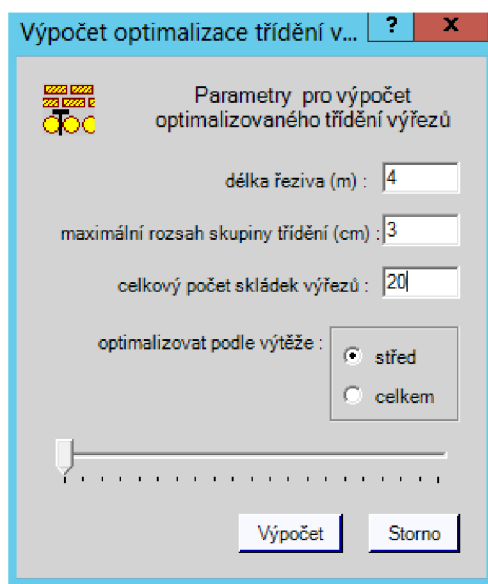 Výpočet optimalizace třídění v... ? x
Parametry pro výpočet
optimalizovaného třídění výřezů
délka řeziva (m) : 4
maximální rozsah skupiny třídění (cm) : 3
celkový počet skládek výřezů : 20
optimalizovat podle výtěže :
střed
celkem
Výpočet Storno